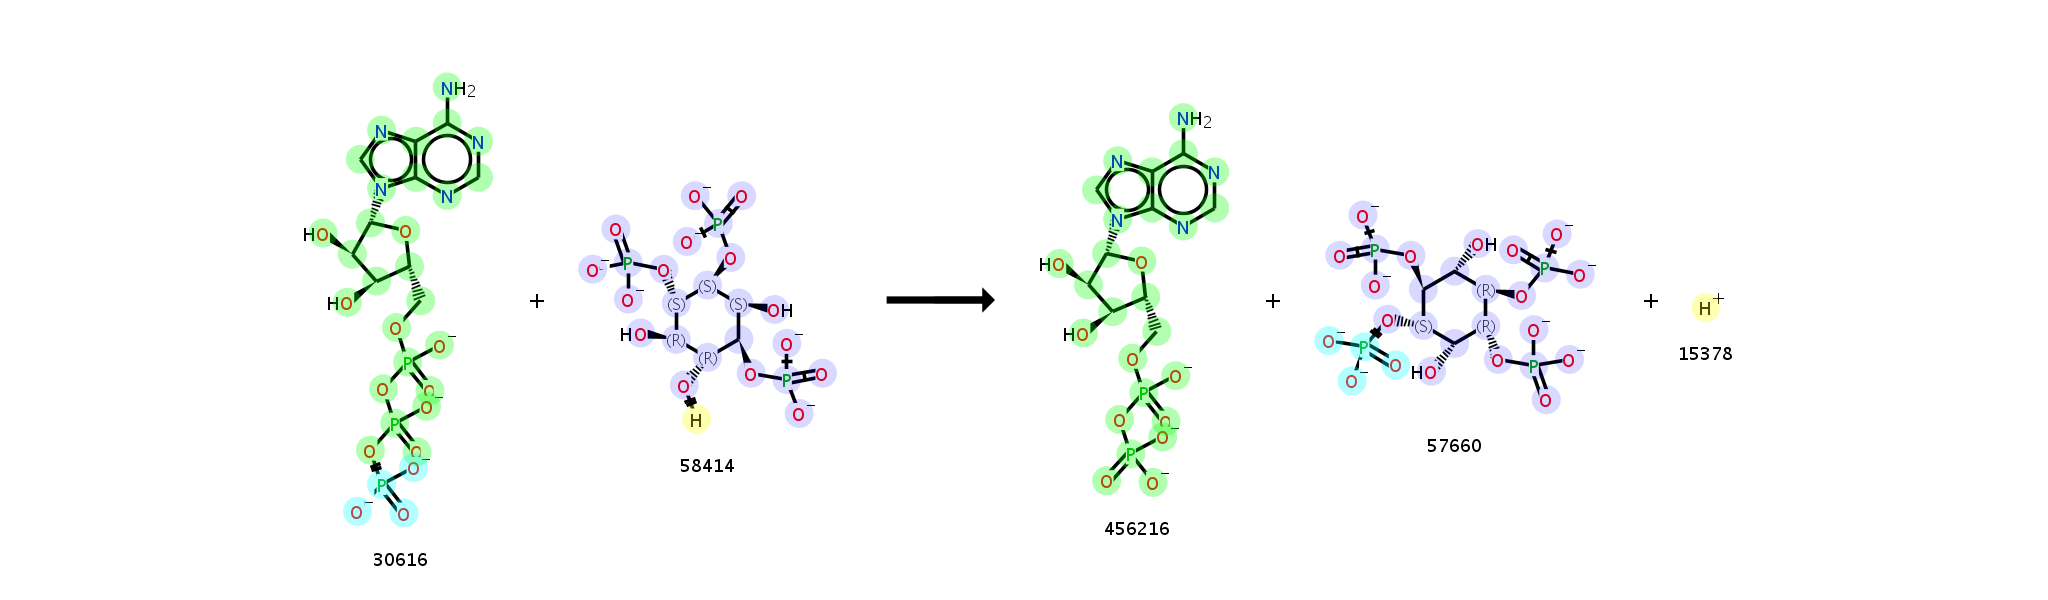 NH2
N N
N N
HO O
HO
O
P O⁻
O O
P O⁻
O O
P O⁻
O⁻ O
30616
+
O⁻ O
P
O O⁻
O⁻ P O O
O⁻
(S)
(S) (S) OH
HO (R)
(R) O⁻
O O P O
H O⁻
58414
NH2
N N
N N
HO O
HO
O
P O⁻
O O
P O⁻
O O⁻
456216
+
O⁻
O P O
O⁻
OH
O⁻
O P O⁻
(R) O
O (S) (R)
O⁻ P O
O⁻
HO
O⁻
O P O⁻
O
57660
+
H⁺
15378